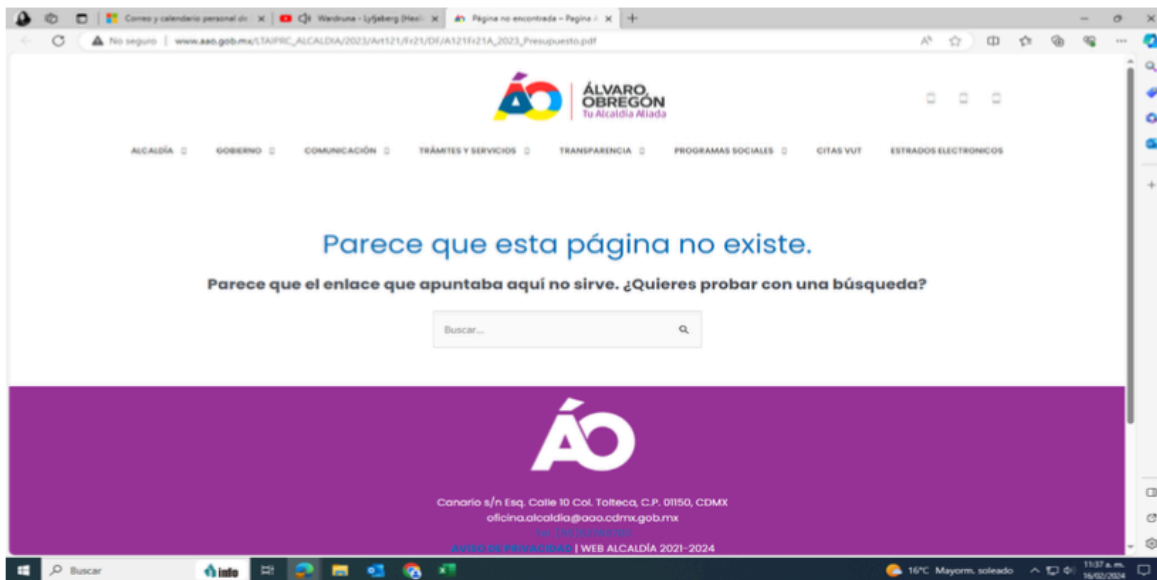 Correo y calendario personal de
Wardruna - Lyfjaberg (Heali
Página no encontrada – Pagina A
No seguro | www.aao.gob.mx/LTAIPRC_ALCALDIA/2023/Art121/Fr21/DF/A121Fr21A_2023_Presupuesto.pdf
ÁO
ÁLVARO
OBREGÓN
Tu Alcaldía Aliada
ALCALDÍA GOBIERNO COMUNICACIÓN TRÁMITES Y SERVICIOS TRANSPARENCIA PROGRAMAS SOCIALES CITAS VUT ESTRADOS ELECTRONICOS
Parece que esta página no existe.
Parece que el enlace que apuntaba aquí no sirve. ¿Quieres probar con una búsqueda?
Buscar...
ÁO
Canario s/n Esq. Calle 10 Col. Tolteca, C.P. 01150, CDMX
oficina.alcaldia@aao.cdmx.gob.mx
AVISO DE PRIVACIDAD | WEB ALCALDÍA 2021-2024
Buscar
info
16°C Mayorm. soleado
11:37 a. m.
16/02/2024